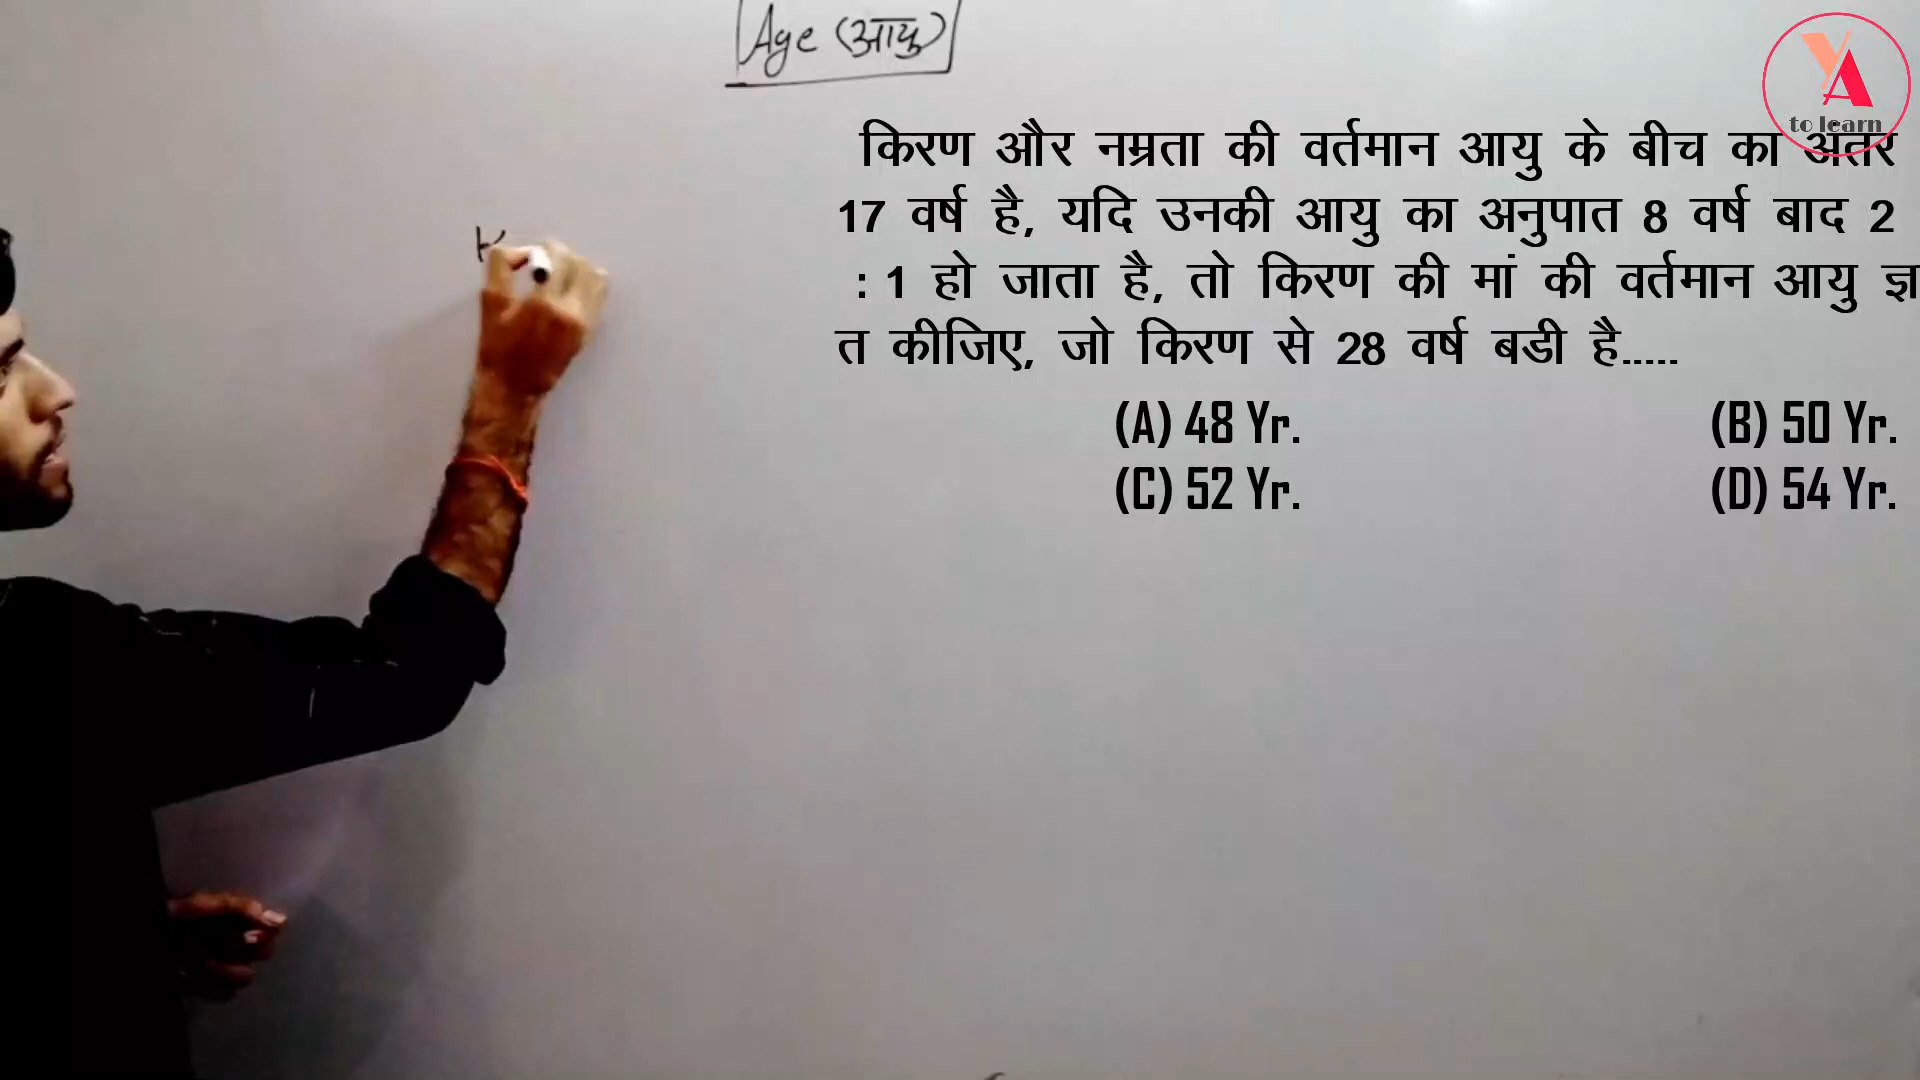 Age (आयु)
YA
to learn
किरण और नम्रता की वर्तमान आयु के बीच का अंतर
17 वर्ष है, यदि उनकी आयु का अनुपात 8 वर्ष बाद 2
: 1 हो जाता है, तो किरण की मां की वर्तमान आयु ज्ञ
त कीजिए, जो किरण से 28 वर्ष बडी है.....
(A) 48 Yr. (B) 50 Yr.
(C) 52 Yr. (D) 54 Yr.
K